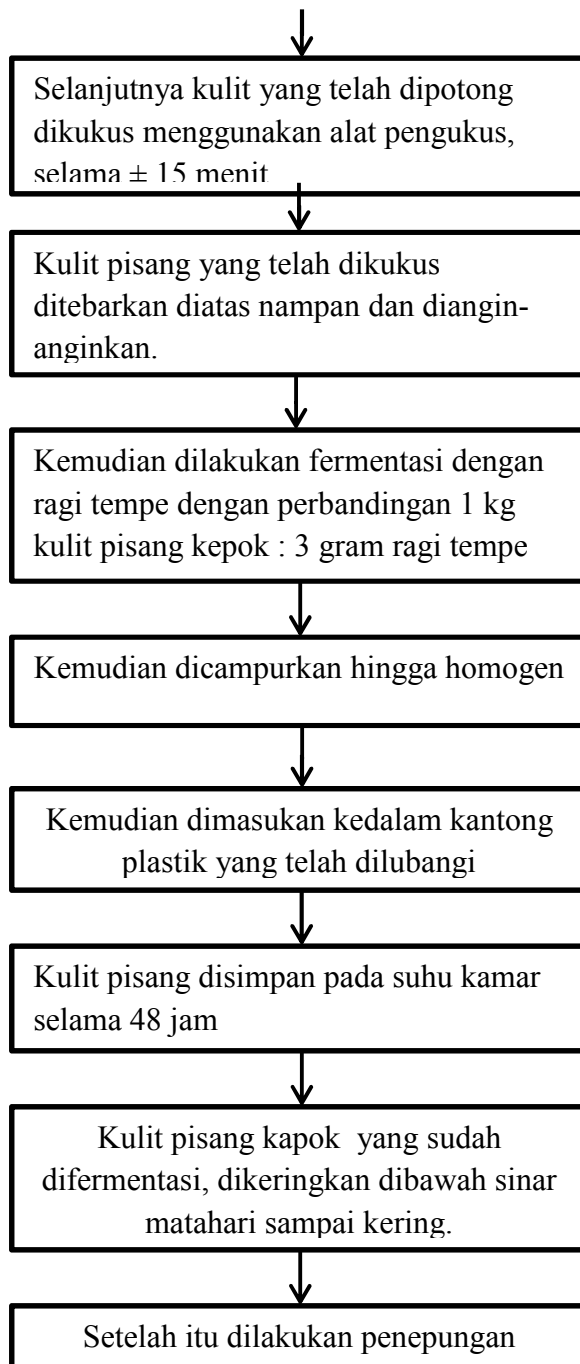 Selanjutnya kulit yang telah dipotong
dikukus menggunakan alat pengukus,
selama ± 15 menit
Kulit pisang yang telah dikukus
ditebarkan diatas nampan dan diangin-
anginkan.
Kemudian dilakukan fermentasi dengan
ragi tempe dengan perbandingan 1 kg
kulit pisang kepok : 3 gram ragi tempe
Kemudian dicampurkan hingga homogen
Kemudian dimasukan kedalam kantong
plastik yang telah dilubangi
Kulit pisang disimpan pada suhu kamar
selama 48 jam
Kulit pisang kapok yang sudah
difermentasi, dikeringkan dibawah sinar
matahari sampai kering.
Setelah itu dilakukan penepungan